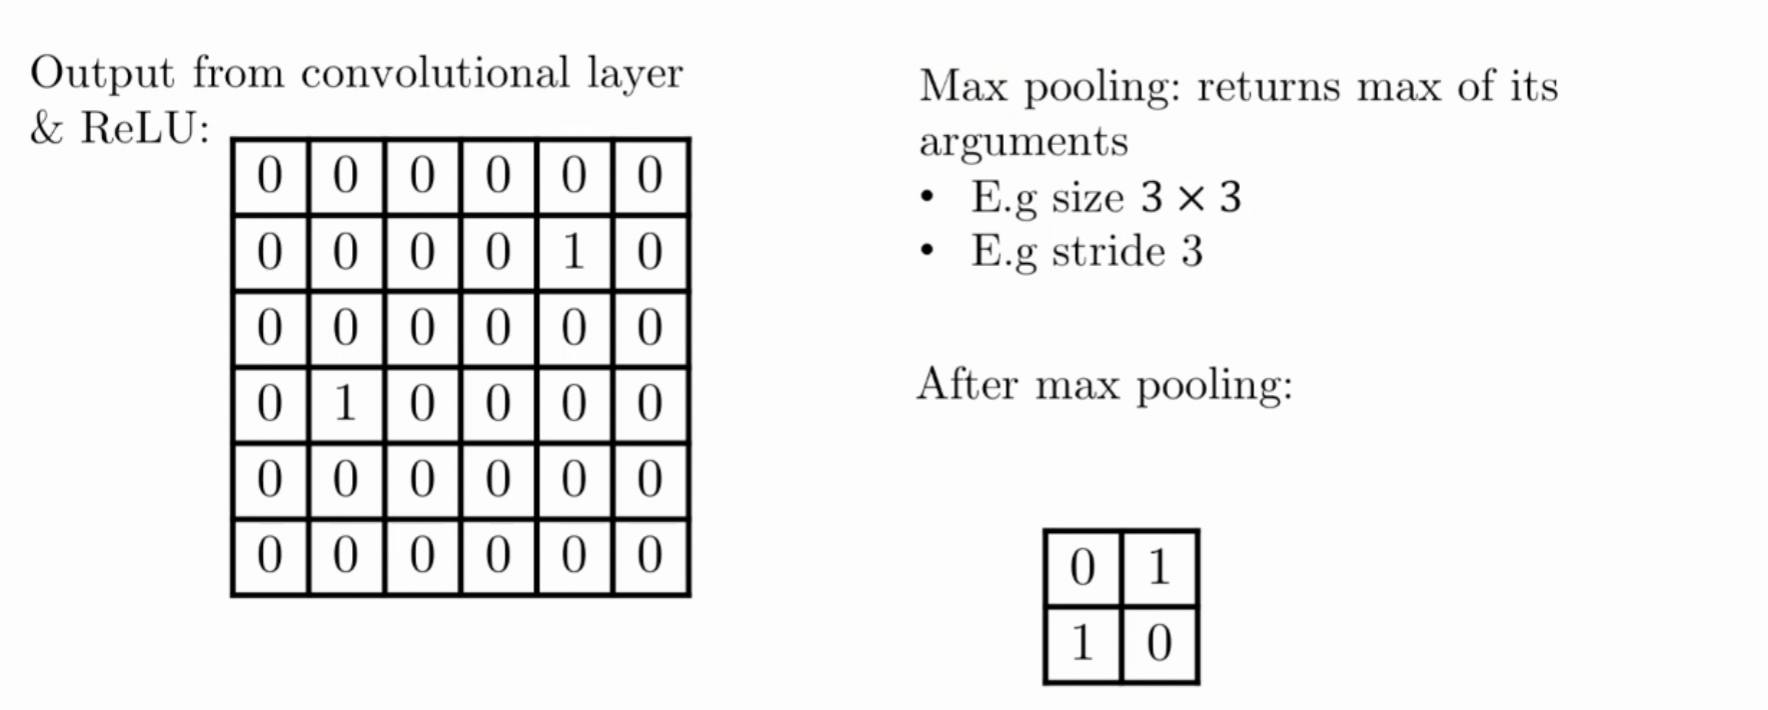 Output from convolutional layer
& ReLU:
0 0 0 0 0 0
0 0 0 0 1 0
0 0 0 0 0 0
0 1 0 0 0 0
0 0 0 0 0 0
0 0 0 0 0 0
Max pooling: returns max of its
arguments
• E.g size 3 × 3
• E.g stride 3
After max pooling:
0 1
1 0